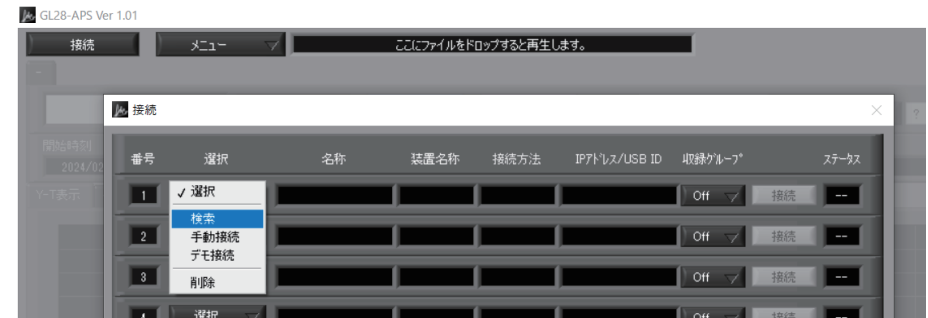 GL28-APS Ver 1.01
接続 メニュー ここにファイルをドロップすると再生します。
接続
?
開始時刻
2024/02
Y-T表示
番号 選択 名称 装置名称 接続方法 IPアドレス/USB ID 収録グループ ステータス
1 ✓ 選択 Off 接続 --
検索
2 手動接続 Off 接続 --
デモ接続
3 削除 Off 接続 --
4 選択 Off 接続 --